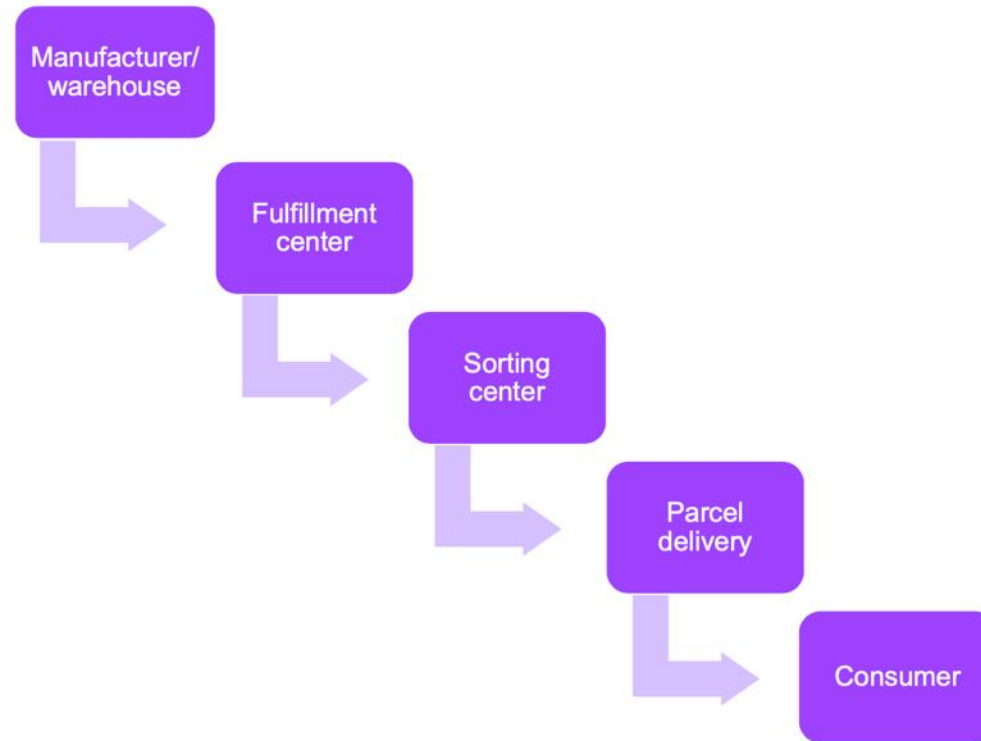 Manufacturer/
warehouse
Fulfillment
center
Sorting
center
Parcel
delivery
Consumer